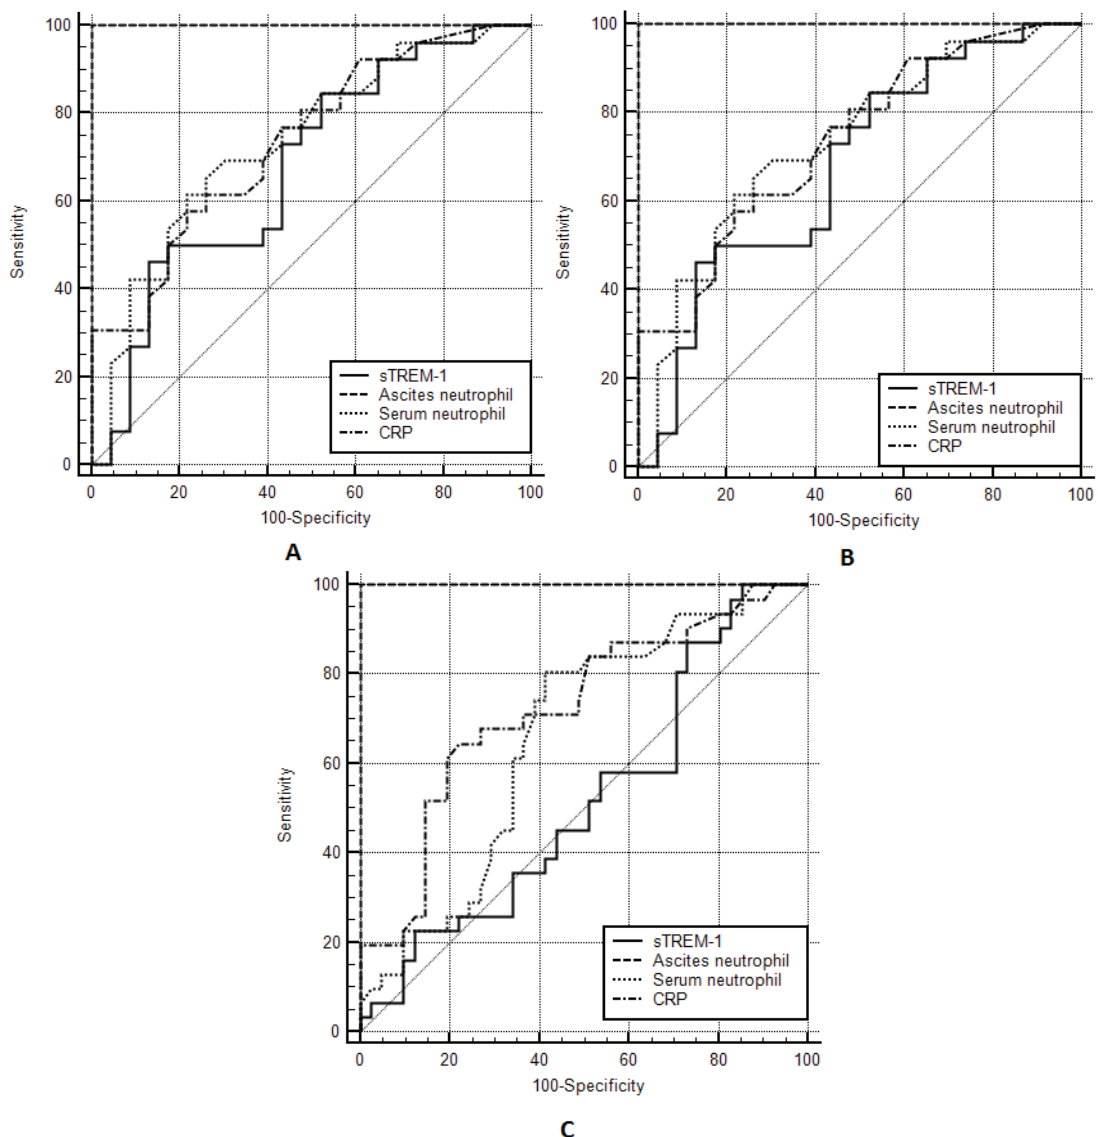 100
80
60
40
20
0
Sensitivity
sTREM-1
Ascites neutrophil
Serum neutrophil
CRP
0 20 40 60 80 100
100-Specificity
A
100
80
60
40
20
0
Sensitivity
sTREM-1
Ascites neutrophil
Serum neutrophil
CRP
0 20 40 60 80 100
100-Specificity
B
100
80
60
40
20
0
Sensitivity
sTREM-1
Ascites neutrophil
Serum neutrophil
CRP
0 20 40 60 80 100
100-Specificity
C